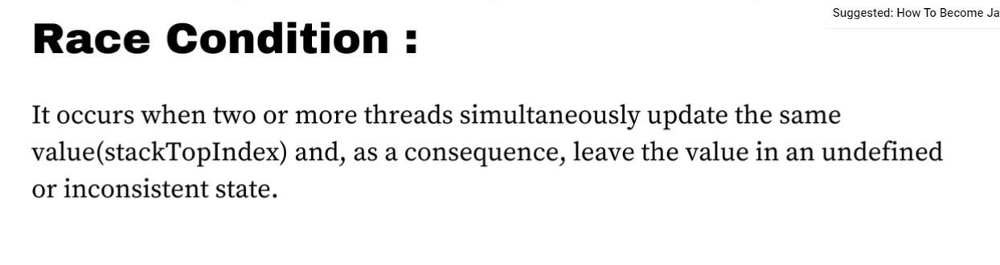 Suggested: How To Become Ja
Race Condition :
It occurs when two or more threads simultaneously update the same
value(stackTopIndex) and, as a consequence, leave the value in an undefined
or inconsistent state.